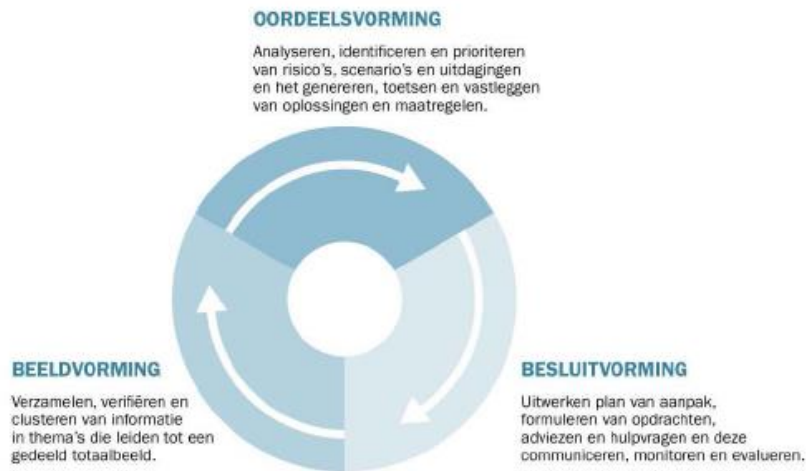 OORDEELSVORMING
Analyseren, identificeren en prioriteren
van risico's, scenario's en uitdagingen
en het genereren, toetsen en vastleggen
van oplossingen en maatregelen.
BEELDVORMING
Verzamelen, verifiëren en
clusteren van informatie
in thema's die leiden tot een
gedeeld totaalbeeld.
BESLUITVORMING
Uitwerken plan van aanpak,
formuleren van opdrachten,
adviezen en hulpvragen en deze
communiceren, monitoren en evalueren.